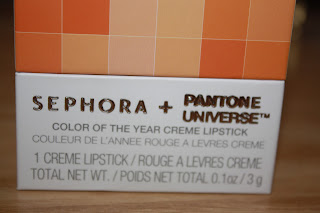 SEPHORA + PANTONE UNIVERSE™
COLOR OF THE YEAR CREME LIPSTICK
COULEUR DE L'ANNEE ROUGE A LEVRES CREME
1 CREME LIPSTICK / ROUGE A LEVRES CREME
TOTAL NET WT. / POIDS NET TOTAL 0.1oz / 3 g